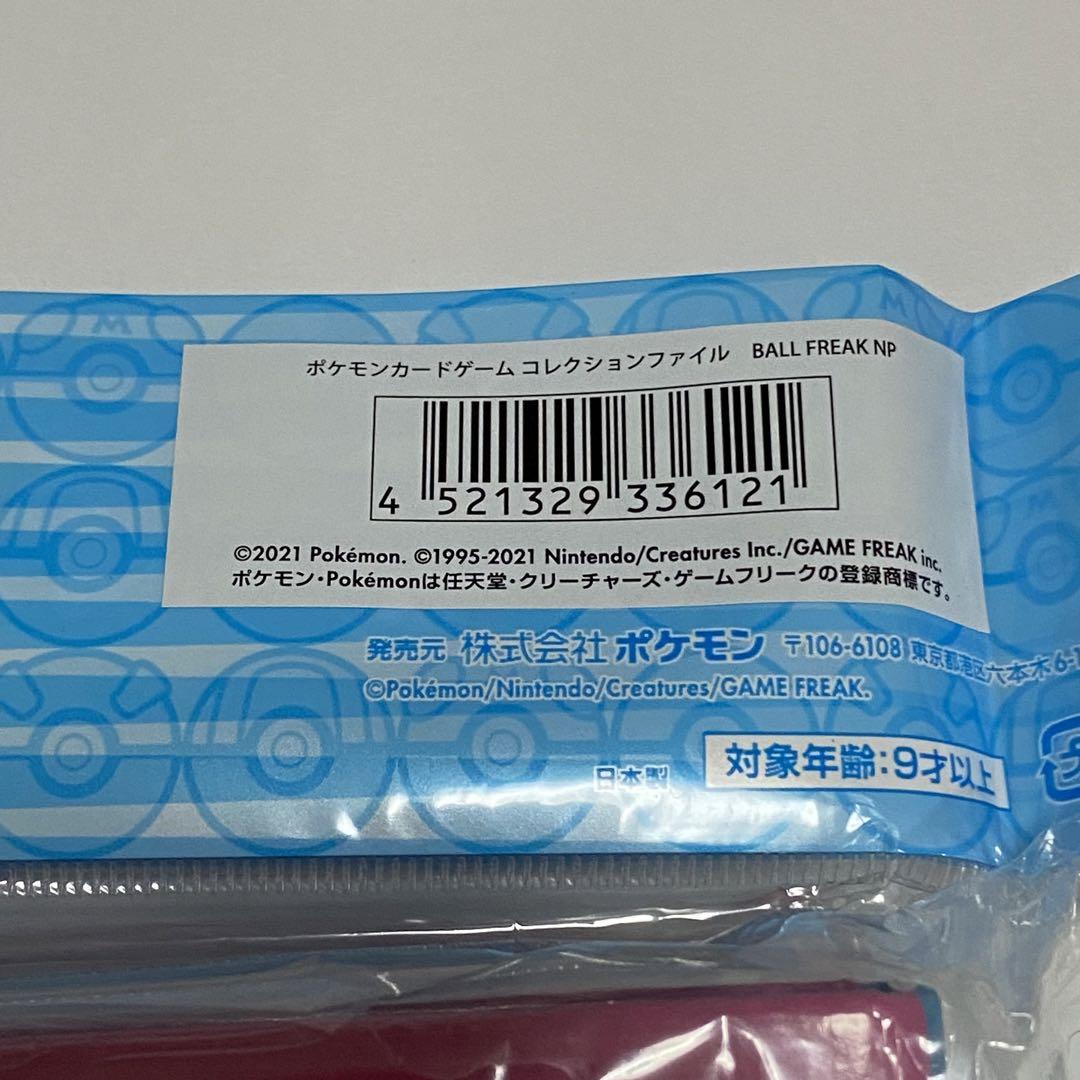 ポケモンカードゲーム コレクションファイル BALL FREAK NP
4 521329 336121
©2021 Pokémon. ©1995-2021 Nintendo/Creatures Inc./GAME FREAK inc.
ポケモン・Pokémonは任天堂・クリーチャーズ・ゲームフリークの登録商標です。
発売元 株式会社 ポケモン 〒106-6108 東京都港区六本木6-1
©Pokémon/Nintendo/Creatures/GAME FREAK.
日本製
対象年齢:9才以上